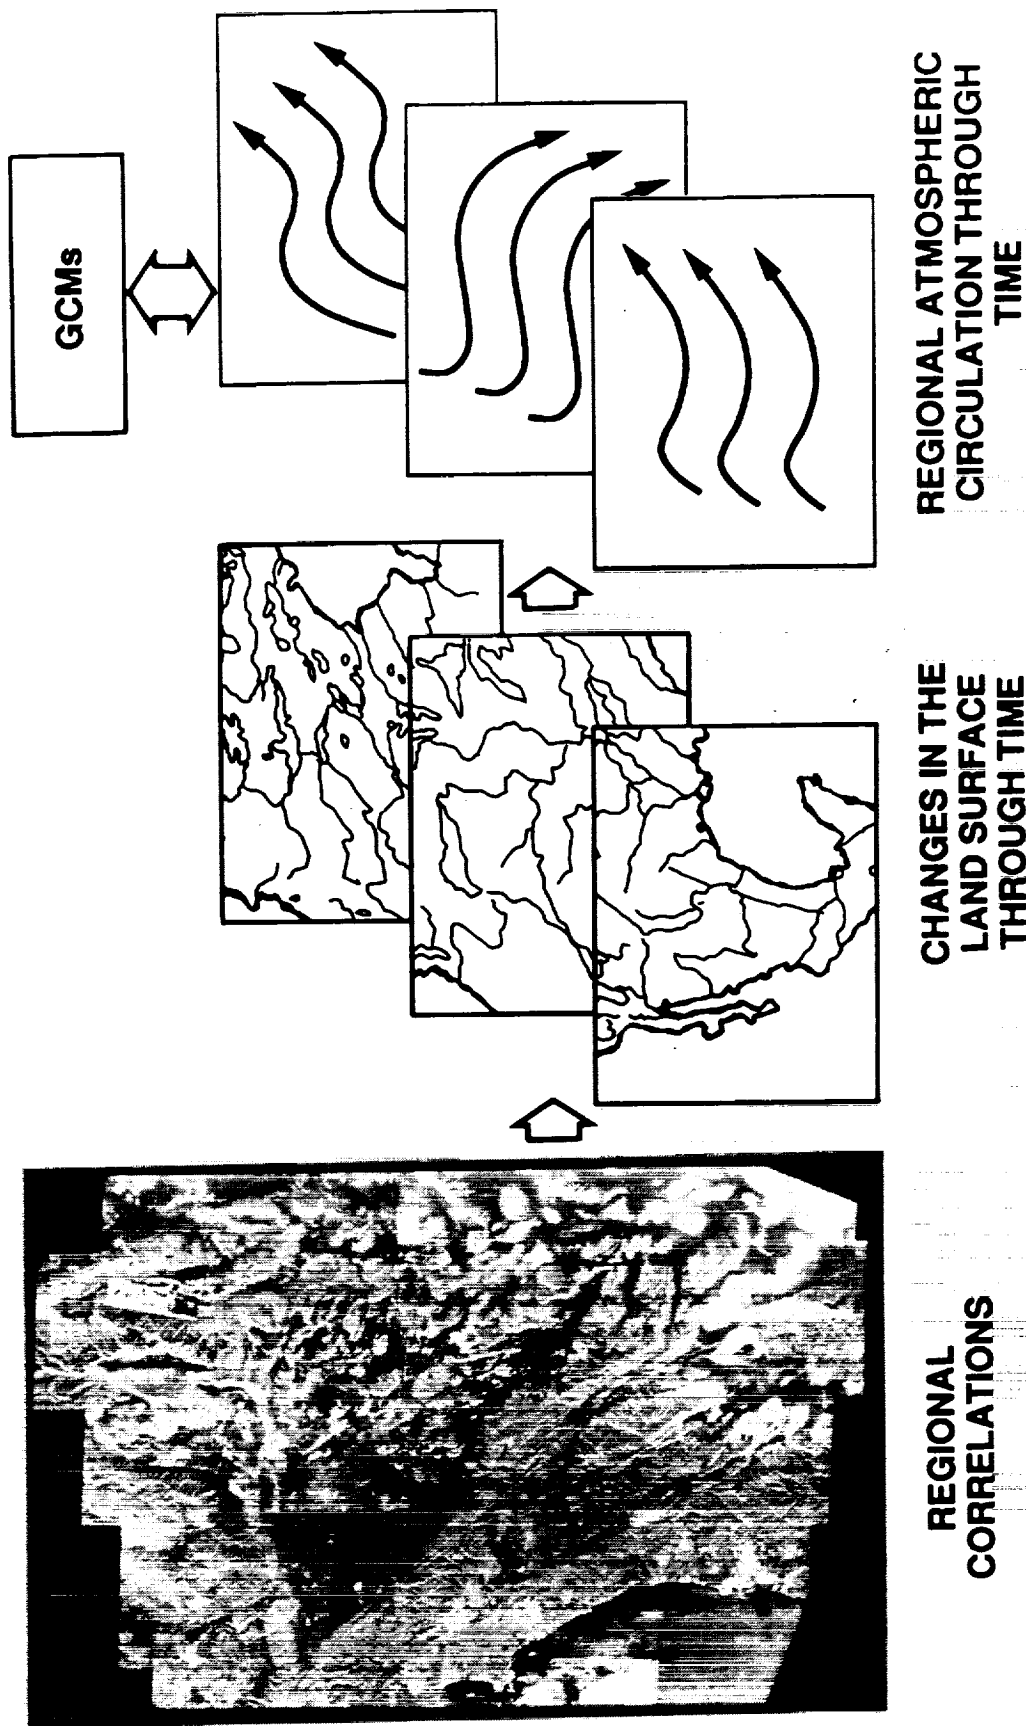 REGIONAL
CORRELATIONS
CHANGES IN THE
LAND SURFACE
THROUGH TIME
GCMs
REGIONAL ATMOSPHERIC
CIRCULATION THROUGH
TIME